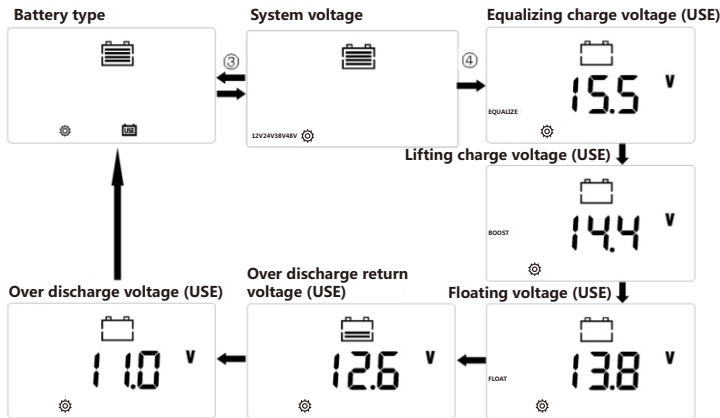 Battery type
System voltage
Equalizing charge voltage (USE)
③
④
USE
12V24V38V48V
EQUALIZE
15.5 V
Lifting charge voltage (USE)
BOOST
14.4 V
Over discharge voltage (USE)
Over discharge return
voltage (USE)
Floating voltage (USE)
11.0 V
12.6 V
FLOAT
13.8 V